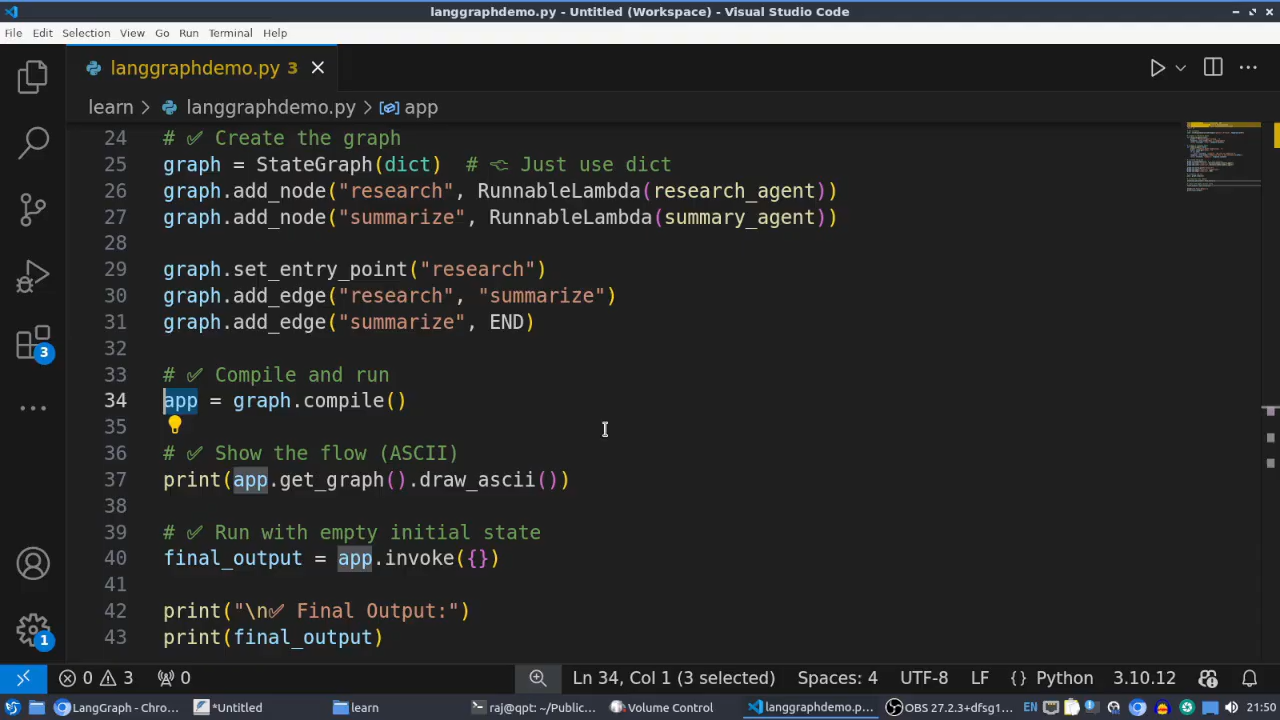 langgraphdemo.py - Untitled (Workspace) - Visual Studio Code
File Edit Selection View Go Run Terminal Help
langgraphdemo.py 3
learn > langgraphdemo.py > app
24 # ✅ Create the graph
25 graph = StateGraph(dict) # 👈 Just use dict
26 graph.add_node("research", RunnableLambda(research_agent))
27 graph.add_node("summarize", RunnableLambda(summary_agent))
28
29 graph.set_entry_point("research")
30 graph.add_edge("research", "summarize")
31 graph.add_edge("summarize", END)
32
33 # ✅ Compile and run
34 app = graph.compile()
35
36 # ✅ Show the flow (ASCII)
37 print(app.get_graph().draw_ascii())
38
39 # ✅ Run with empty initial state
40 final_output = app.invoke({})
41
42 print("\n✅ Final Output:")
43 print(final_output)
3
1
0 3 0 Ln 34, Col 1 (3 selected) Spaces: 4 UTF-8 LF {} Python 3.10.12
LangGraph - Chro... *Untitled learn raj@qpt: ~/Public... Volume Control langgraphdemo.p... OBS 27.2.3+dfsg1... EN 21:50